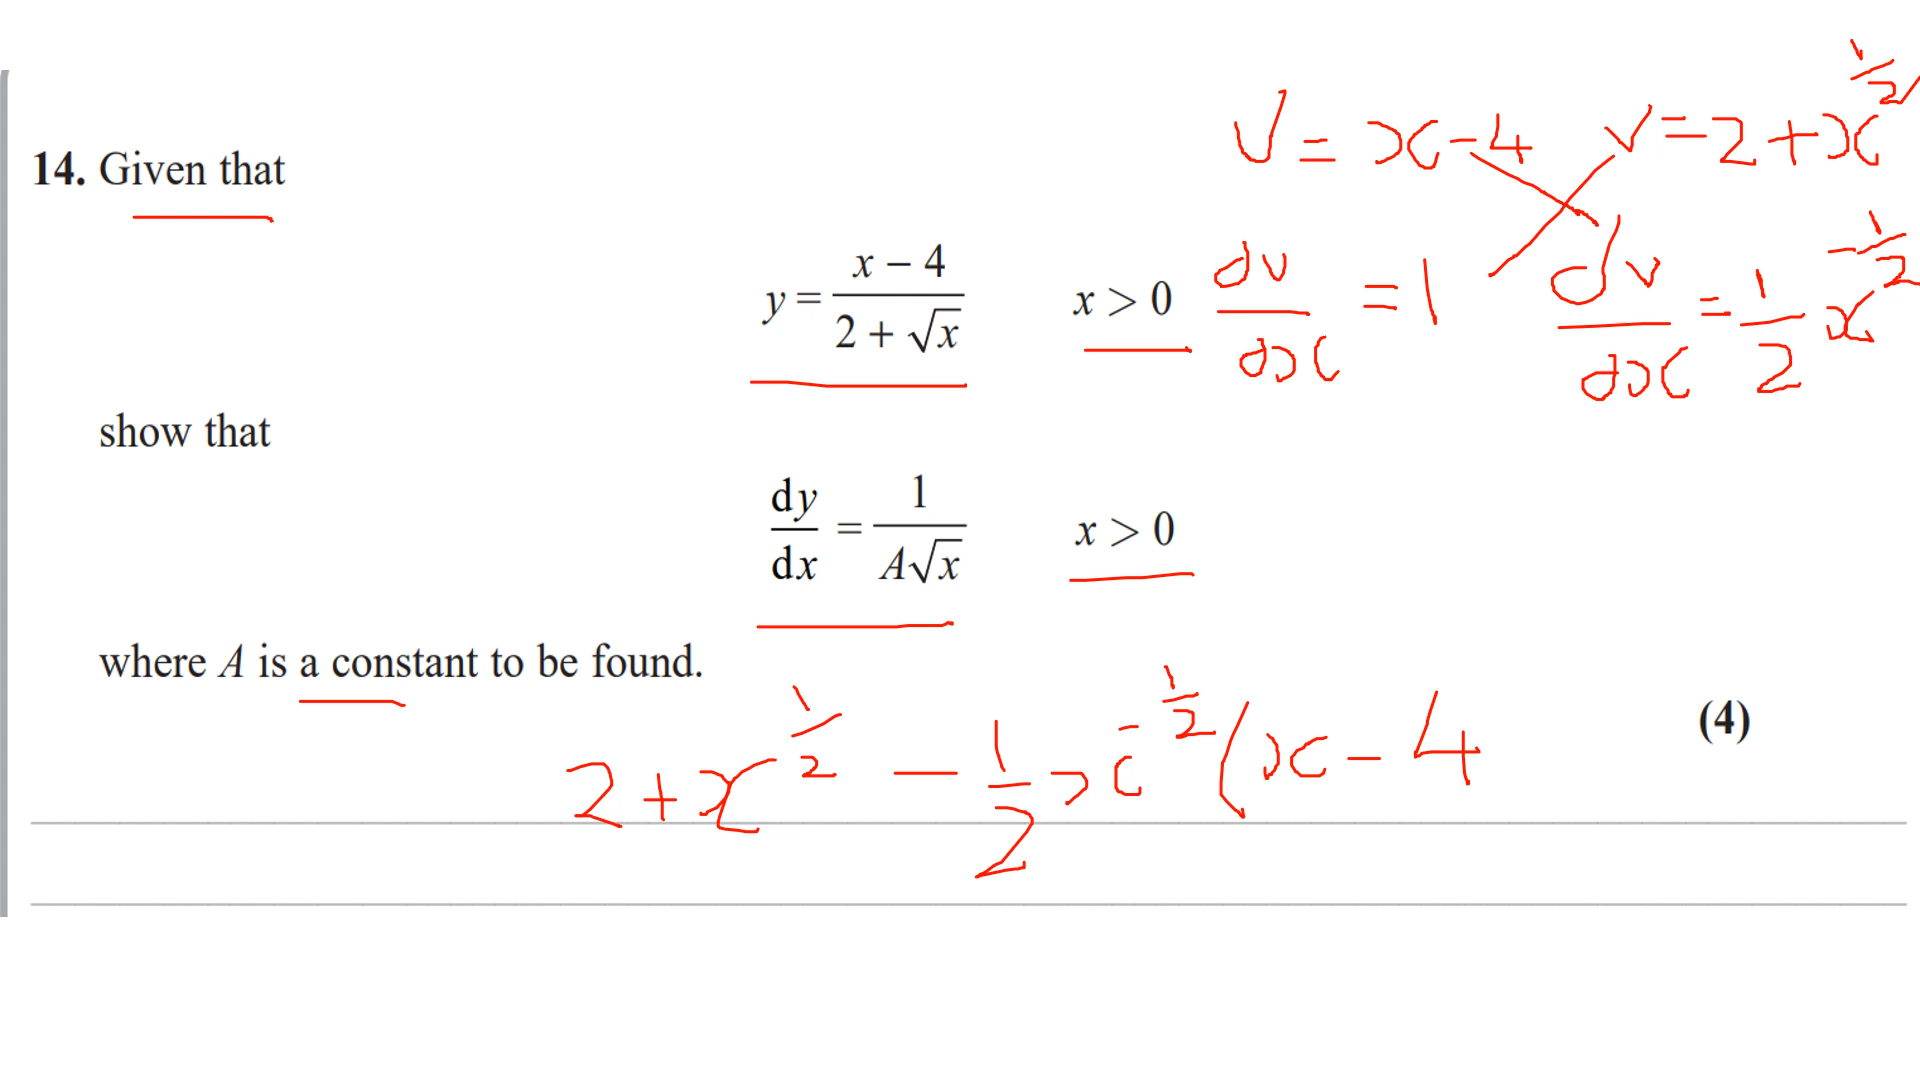 14. Given that
y = (x − 4)/(2 + √x)    x > 0
v = x − 4    v = 2 + x^(1/2)
dv/dx = 1    dv/dx = 1/2 x^(−1/2)
show that
dy/dx = 1/(A√x)    x > 0
where A is a constant to be found.
(4)
2 + x^(1/2) − 1/2 x^(−1/2) (x − 4